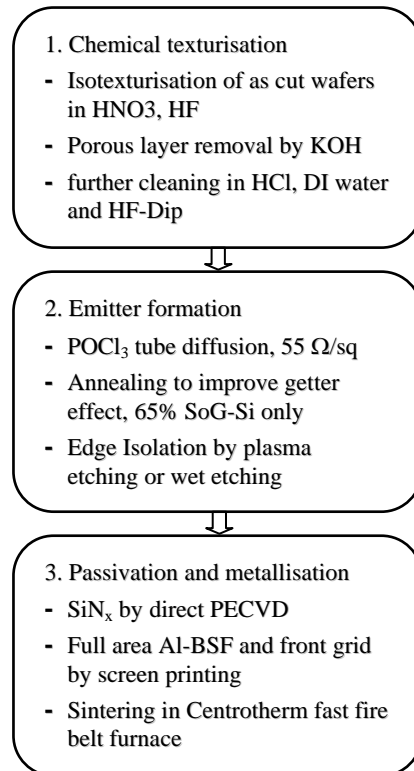 1. Chemical texturisation
- Isotexturisation of as cut wafers
in HNO3, HF
- Porous layer removal by KOH
- further cleaning in HCl, DI water
and HF-Dip
2. Emitter formation
- POCl₃ tube diffusion, 55 Ω/sq
- Annealing to improve getter
effect, 65% SoG-Si only
- Edge Isolation by plasma
etching or wet etching
3. Passivation and metallisation
- SiNₓ by direct PECVD
- Full area Al-BSF and front grid
by screen printing
- Sintering in Centrotherm fast fire
belt furnace